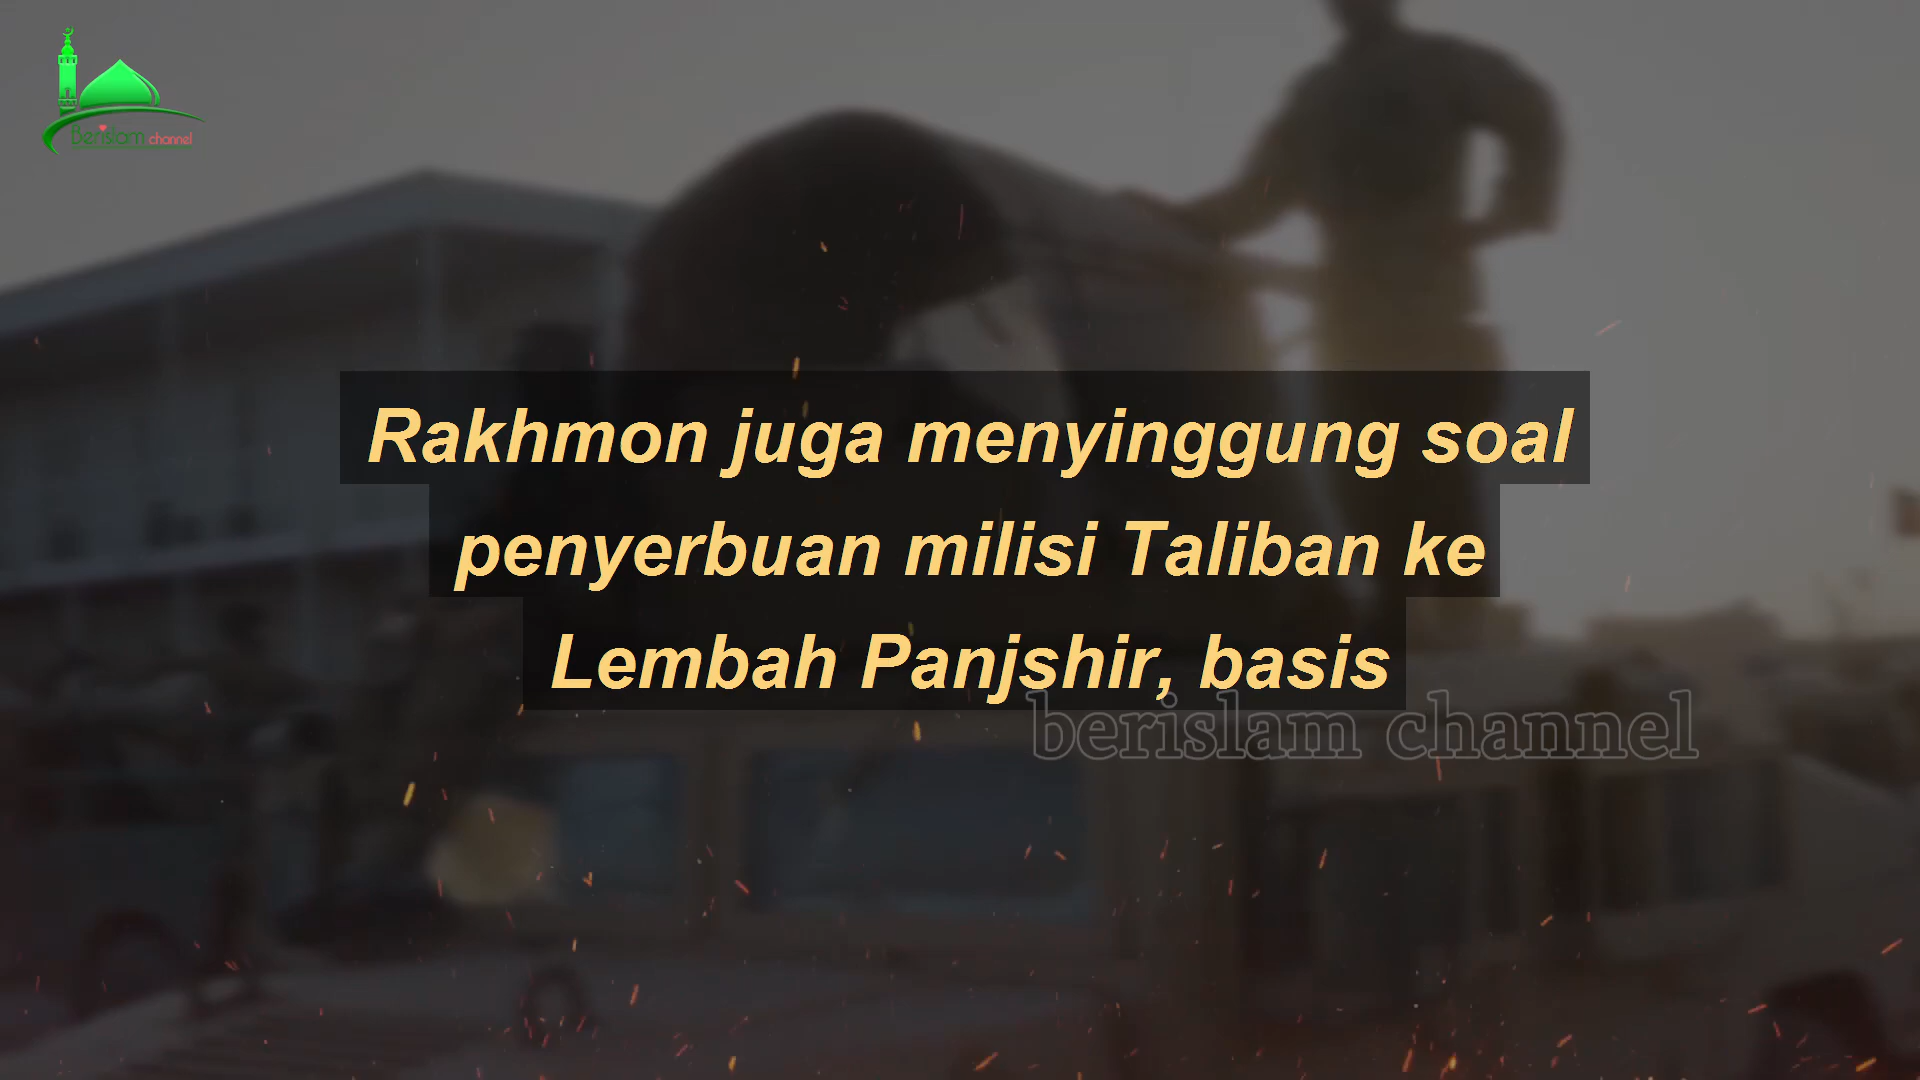 Berislam channel
Rakhmon juga menyinggung soal
penyerbuan milisi Taliban ke
Lembah Panjshir, basis
berislam channel